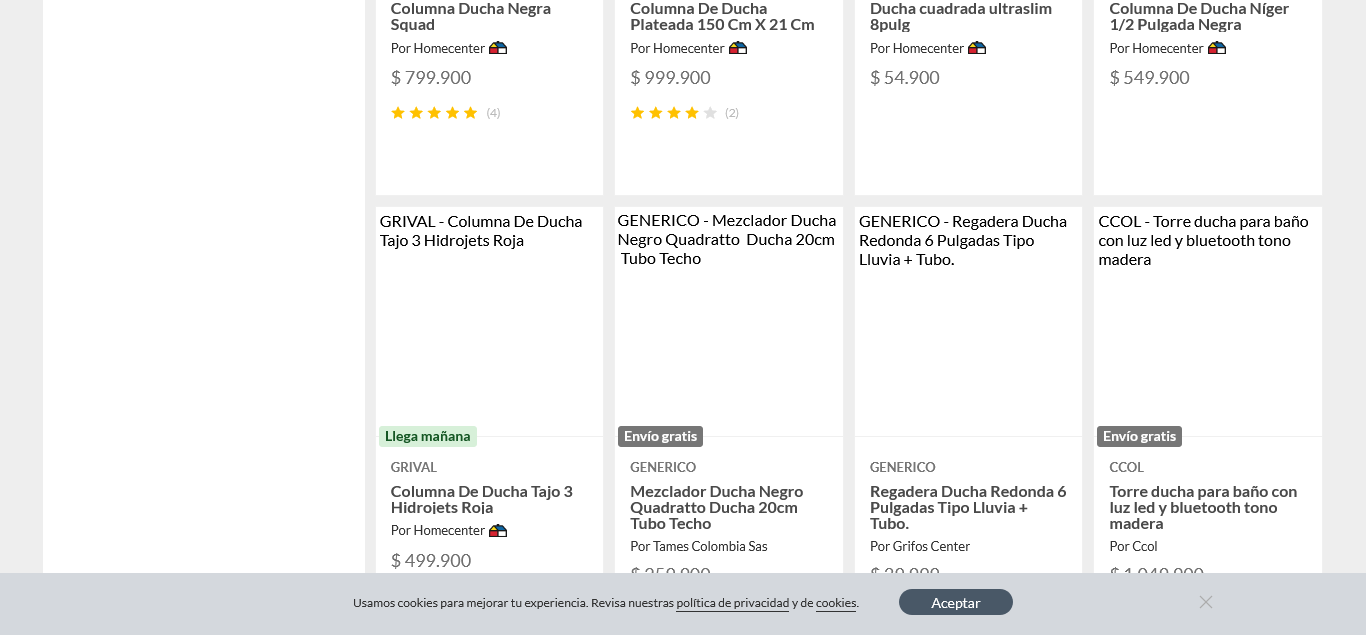 Columna Ducha Negra
Squad
Por Homecenter
$ 799.900
(4)
Columna De Ducha
Plateada 150 Cm X 21 Cm
Por Homecenter
$ 999.900
(2)
Ducha cuadrada ultraslim
8pulg
Por Homecenter
$ 54.900
Columna De Ducha Níger
1/2 Pulgada Negra
Por Homecenter
$ 549.900
GRIVAL - Columna De Ducha
Tajo 3 Hidrojets Roja
Llega mañana
GRIVAL
Columna De Ducha Tajo 3
Hidrojets Roja
Por Homecenter
$ 499.900
GENERICO - Mezclador Ducha
Negro Quadratto Ducha 20cm
Tubo Techo
Envío gratis
GENERICO
Mezclador Ducha Negro
Quadratto Ducha 20cm
Tubo Techo
Por Tames Colombia Sas
GENERICO - Regadera Ducha
Redonda 6 Pulgadas Tipo
Lluvia + Tubo.
GENERICO
Regadera Ducha Redonda 6
Pulgadas Tipo Lluvia +
Tubo.
Por Grifos Center
CCOL - Torre ducha para baño
con luz led y bluetooth tono
madera
Envío gratis
CCOL
Torre ducha para baño con
luz led y bluetooth tono
madera
Por Ccol
Usamos cookies para mejorar tu experiencia. Revisa nuestras política de privacidad y de cookies.
Aceptar